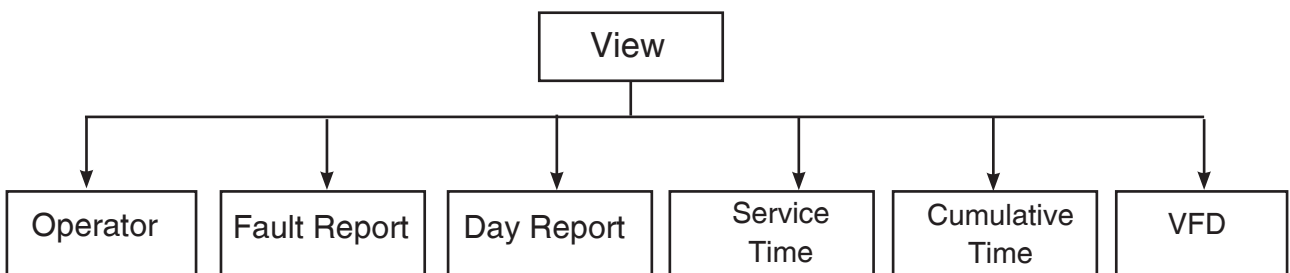 View
Operator
Fault Report
Day Report
Service
Time
Cumulative
Time
VFD